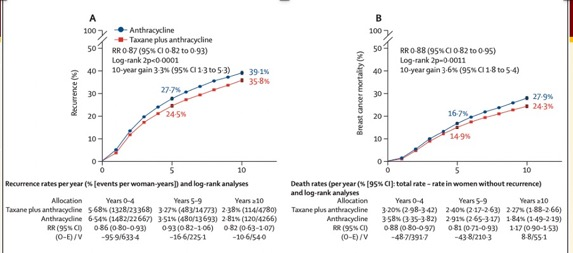 A
Anthracycline
Taxane plus anthracycline
RR 0·87 (95% CI 0·82 to 0·93)
Log-rank 2p<0·0001
10-year gain 3·3% (95% CI 1·3 to 5·3)
39·1%
35·8%
27·7%
24·5%
Recurrence (%)
100
50
40
30
20
10
0
0
5
10
B
RR 0·88 (95% CI 0·82 to 0·95)
Log-rank 2p=0·0011
10-year gain 3·6% (95% CI 1·8 to 5·4)
27·9%
24·3%
16·7%
14·9%
Breast cancer mortality (%)
100
50
40
30
20
10
0
0
5
10
Recurrence rates per year (% [events per woman-years]) and log-rank analyses
Allocation Years 0–4 Years 5–9 Years ≥10
Taxane plus anthracycline 5·68% (1328/23368) 3·27% (483/14773) 2·38% (114/4780)
Anthracycline 6·54% (1482/22667) 3·51% (480/13693) 2·81% (120/4266)
RR (95% CI) 0·86 (0·80–0·93) 0·93 (0·82–1·06) 0·82 (0·63–1·07)
(O–E) / V –95·9/633·4 –16·6/225·1 –10·6/54·0
Death rates (per year (% [95% CI]: total rate – rate in women without recurrence)
and log-rank analyses
Allocation Years 0–4 Years 5–9 Years ≥10
Taxane plus anthracycline 3·20% (2·98–3·42) 2·40% (2·17–2·63) 2·27% (1·88–2·66)
Anthracycline 3·58% (3·35–3·82) 2·91% (2·65–3·17) 1·84% (1·49–2·19)
RR (95% CI) 0·88 (0·80–0·97) 0·81 (0·71–0·93) 1·17 (0·90–1·53)
(O–E) / V –48·7/391·7 –43·8/210·3 8·8/55·1